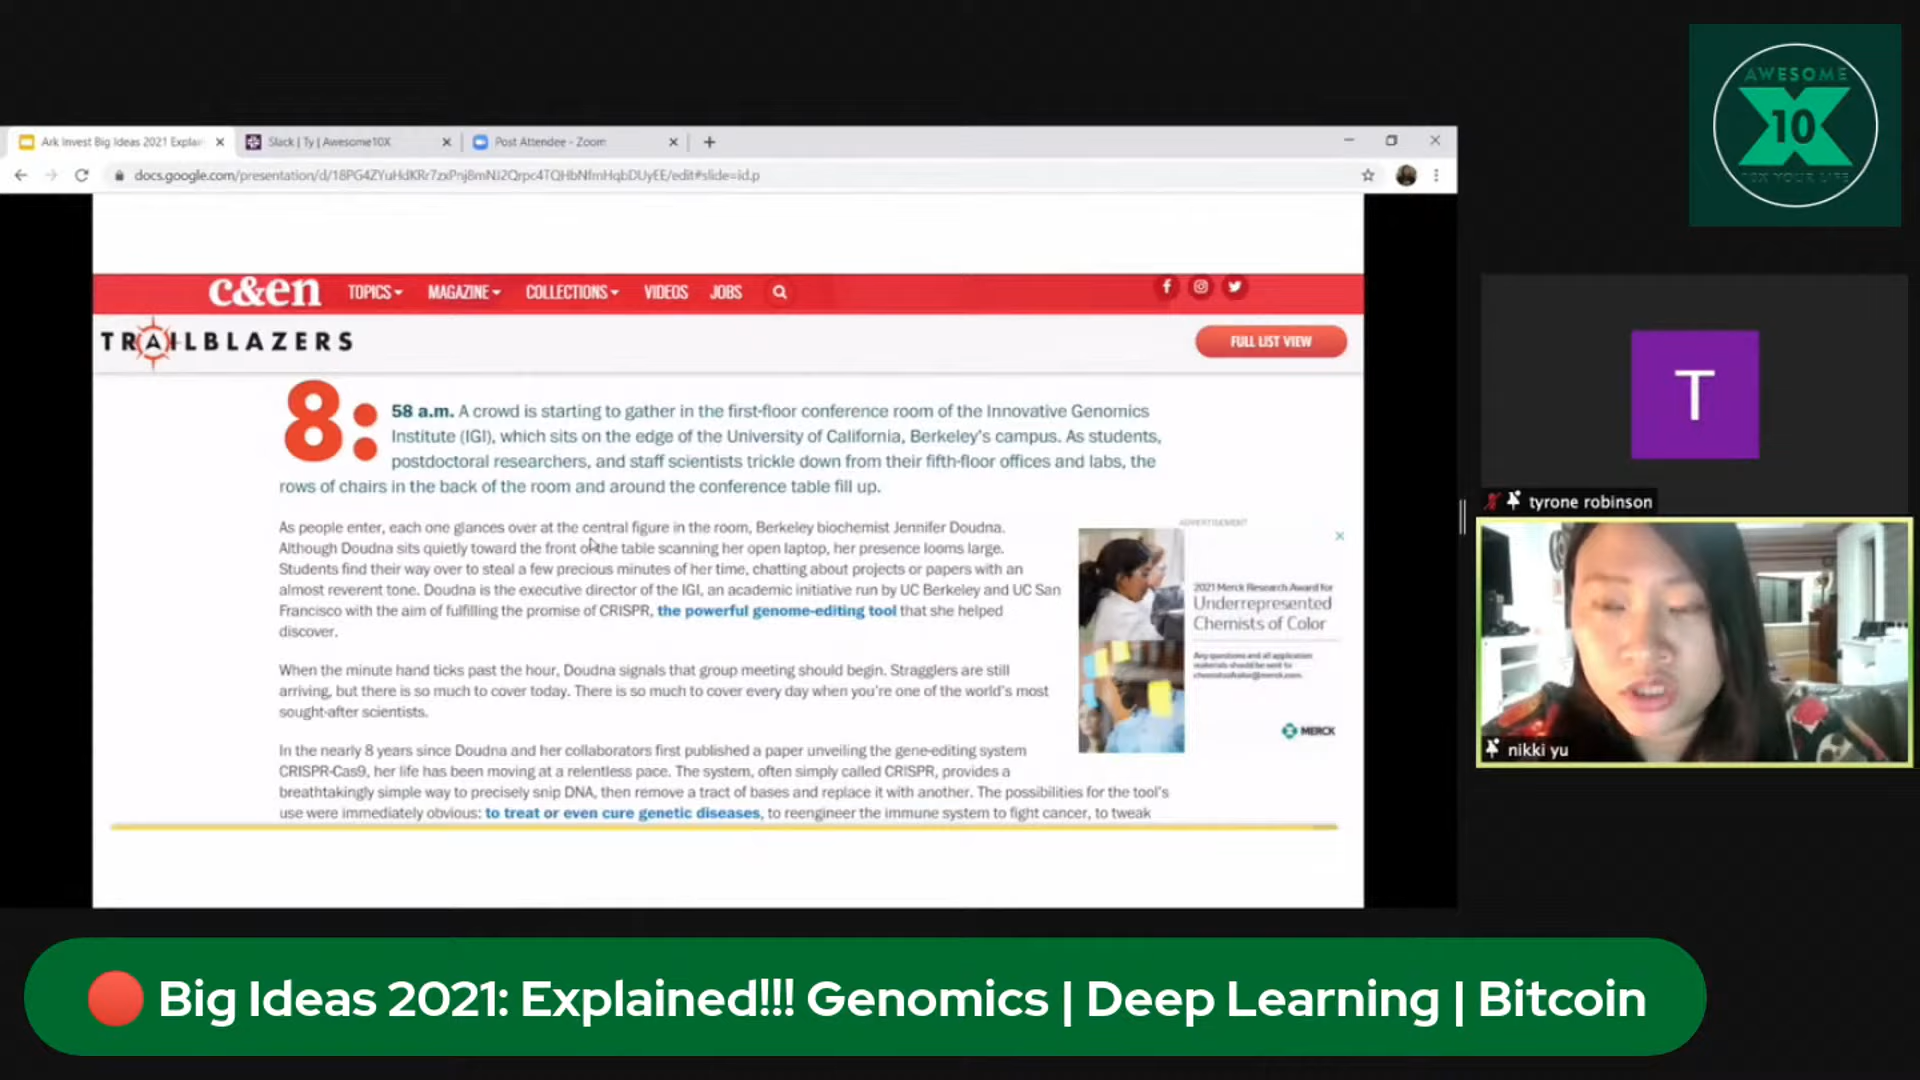 AWESOME
10
10X YOUR LIFE
Ark Invest Big Ideas 2021 Explai
Slack | Ty | Awesome10X
Post Attendee - Zoom
docs.google.com/presentation/d/18PG4ZYuHdKRr7zxPnj8mNJ2Qrpc4TQHbNfmHqbDUyEE/edit#slide=id.p
c&en
TOPICS
MAGAZINE
COLLECTIONS
VIDEOS
JOBS
TRAILBLAZERS
FULL LIST VIEW
8:58 a.m. A crowd is starting to gather in the first-floor conference room of the Innovative Genomics
Institute (IGI), which sits on the edge of the University of California, Berkeley's campus. As students,
postdoctoral researchers, and staff scientists trickle down from their fifth-floor offices and labs, the
rows of chairs in the back of the room and around the conference table fill up.
As people enter, each one glances over at the central figure in the room, Berkeley biochemist Jennifer Doudna.
Although Doudna sits quietly toward the front of the table scanning her open laptop, her presence looms large.
Students find their way over to steal a few precious minutes of her time, chatting about projects or papers with an
almost reverent tone. Doudna is the executive director of the IGI, an academic initiative run by UC Berkeley and UC San
Francisco with the aim of fulfilling the promise of CRISPR, the powerful genome-editing tool that she helped
discover.
When the minute hand ticks past the hour, Doudna signals that group meeting should begin. Stragglers are still
arriving, but there is so much to cover today. There is so much to cover every day when you're one of the world's most
sought-after scientists.
In the nearly 8 years since Doudna and her collaborators first published a paper unveiling the gene-editing system
CRISPR-Cas9, her life has been moving at a relentless pace. The system, often simply called CRISPR, provides a
breathtakingly simple way to precisely snip DNA, then remove a tract of bases and replace it with another. The possibilities for the tool's
use were immediately obvious: to treat or even cure genetic diseases, to reengineer the immune system to fight cancer, to tweak
ADVERTISEMENT
2021 Merck Research Award for
Underrepresented
Chemists of Color
Any questions and all application
materials should be sent to
MERCK
T
tyrone robinson
nikki yu
Big Ideas 2021: Explained!!! Genomics | Deep Learning | Bitcoin